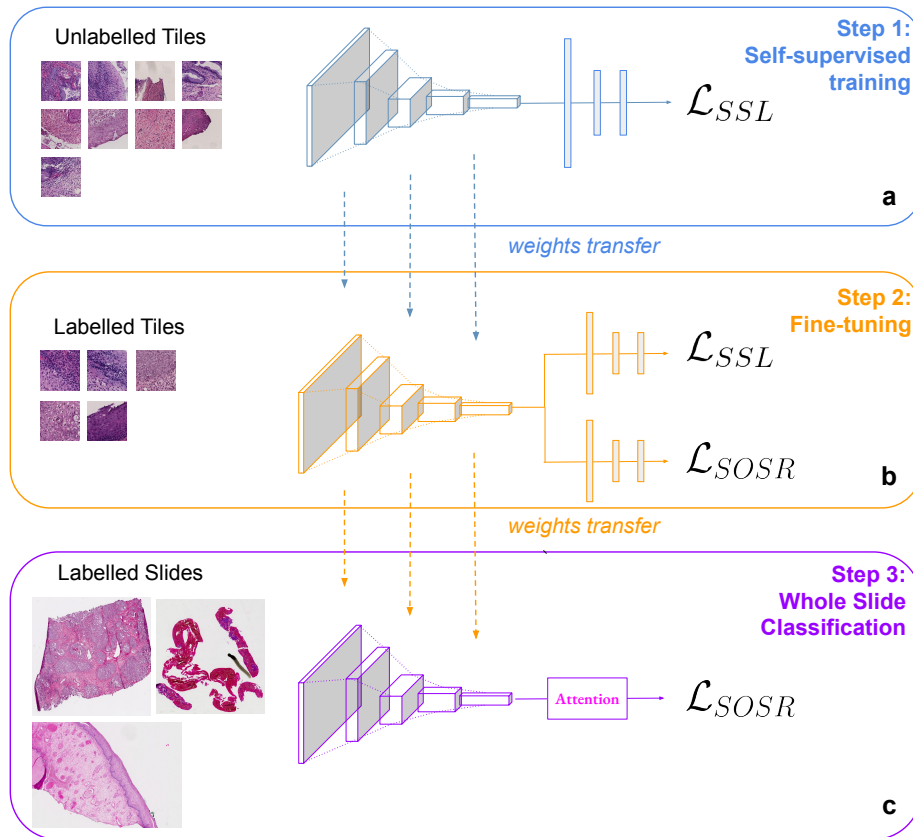 Unlabelled Tiles
Step 1:
Self-supervised
training
ℒSSL
a
weights transfer
Step 2:
Fine-tuning
Labelled Tiles
ℒSSL
ℒSOSR
b
weights transfer
Labelled Slides
Step 3:
Whole Slide
Classification
Attention
ℒSOSR
c